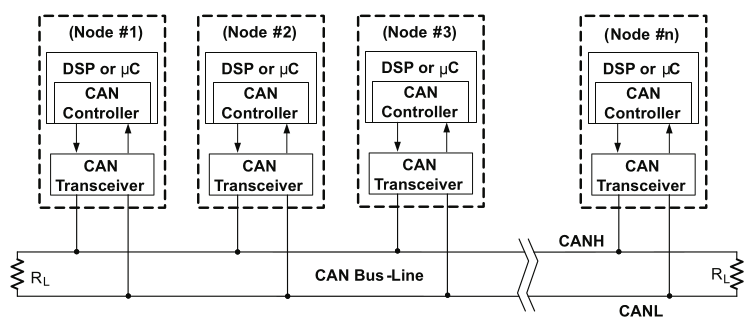 (Node #1)
DSP or µC
CAN
Controller
CAN
Transceiver
(Node #2)
DSP or µC
CAN
Controller
CAN
Transceiver
(Node #3)
DSP or µC
CAN
Controller
CAN
Transceiver
(Node #n)
DSP or µC
CAN
Controller
CAN
Transceiver
CANH
RL
CAN Bus-Line
RL
CANL